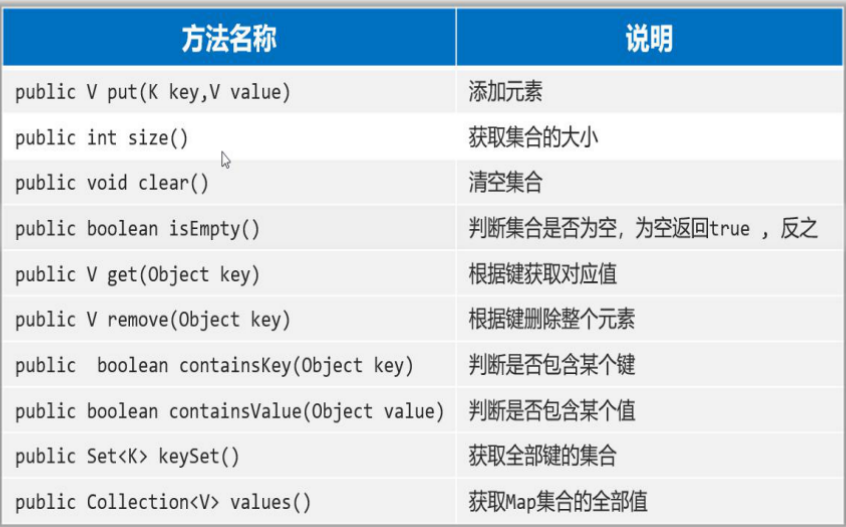 方法名称 说明
public V put(K key,V value) 添加元素
public int size() 获取集合的大小
public void clear() 清空集合
public boolean isEmpty() 判断集合是否为空，为空返回true ，反之
public V get(Object key) 根据键获取对应值
public V remove(Object key) 根据键删除整个元素
public  boolean containsKey(Object key) 判断是否包含某个键
public boolean containsValue(Object value) 判断是否包含某个值
public Set<K> keySet() 获取全部键的集合
public Collection<V> values() 获取Map集合的全部值